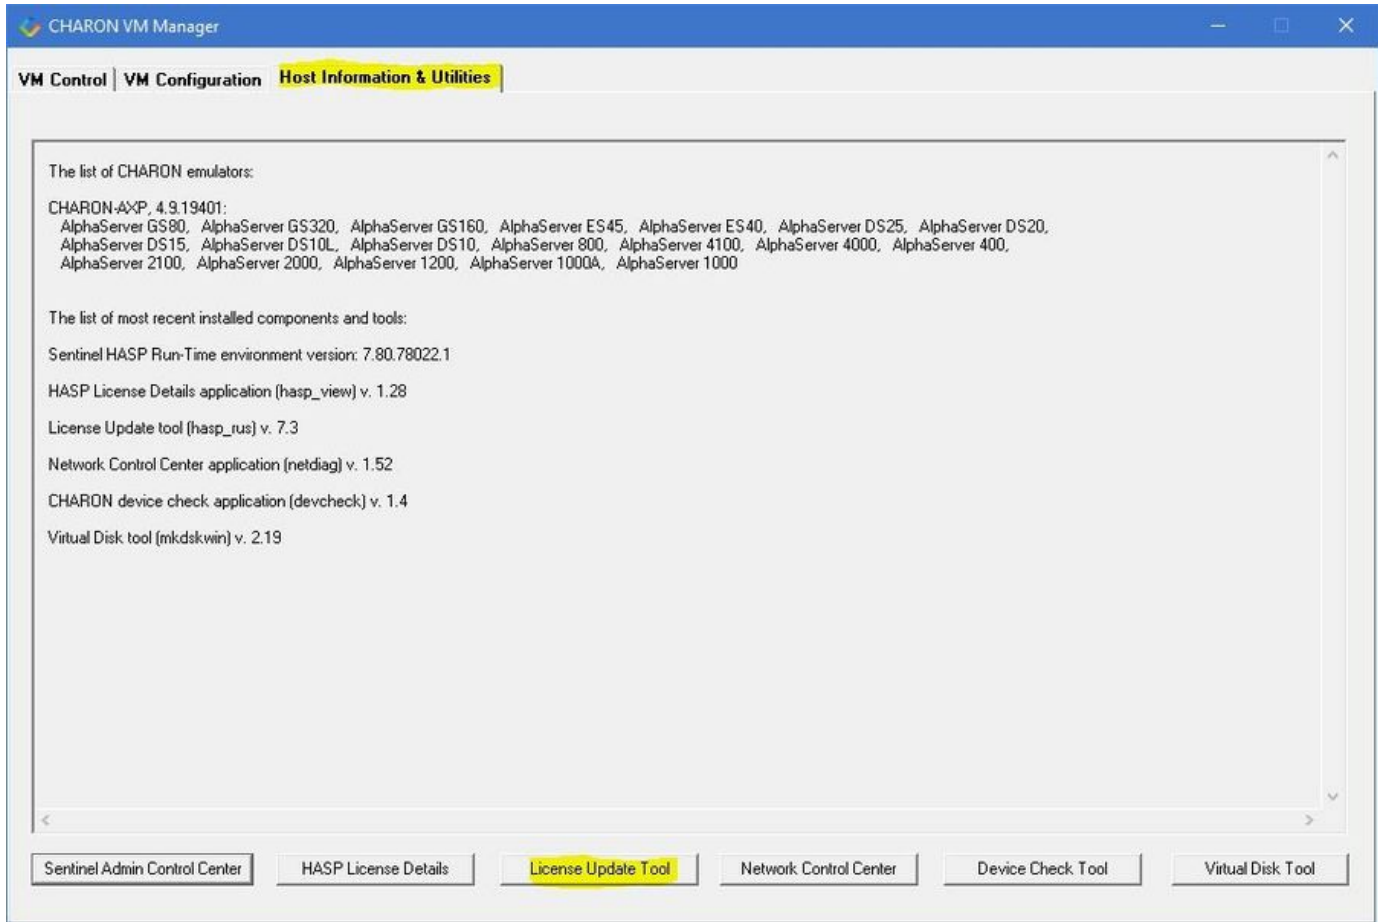 CHARON VM Manager
VM Control VM Configuration Host Information & Utilities
The list of CHARON emulators:
CHARON-AXP, 4.9.19401:
AlphaServer GS80, AlphaServer GS320, AlphaServer GS160, AlphaServer ES45, AlphaServer ES40, AlphaServer DS25, AlphaServer DS20,
AlphaServer DS15, AlphaServer DS10L, AlphaServer DS10, AlphaServer 800, AlphaServer 4100, AlphaServer 4000, AlphaServer 400,
AlphaServer 2100, AlphaServer 2000, AlphaServer 1200, AlphaServer 1000A, AlphaServer 1000
The list of most recent installed components and tools:
Sentinel HASP Run-Time environment version: 7.80.78022.1
HASP License Details application (hasp_view) v. 1.28
License Update tool (hasp_rus) v. 7.3
Network Control Center application (netdiag) v. 1.52
CHARON device check application (devcheck) v. 1.4
Virtual Disk tool (mkdskwin) v. 2.19
Sentinel Admin Control Center HASP License Details License Update Tool Network Control Center Device Check Tool Virtual Disk Tool